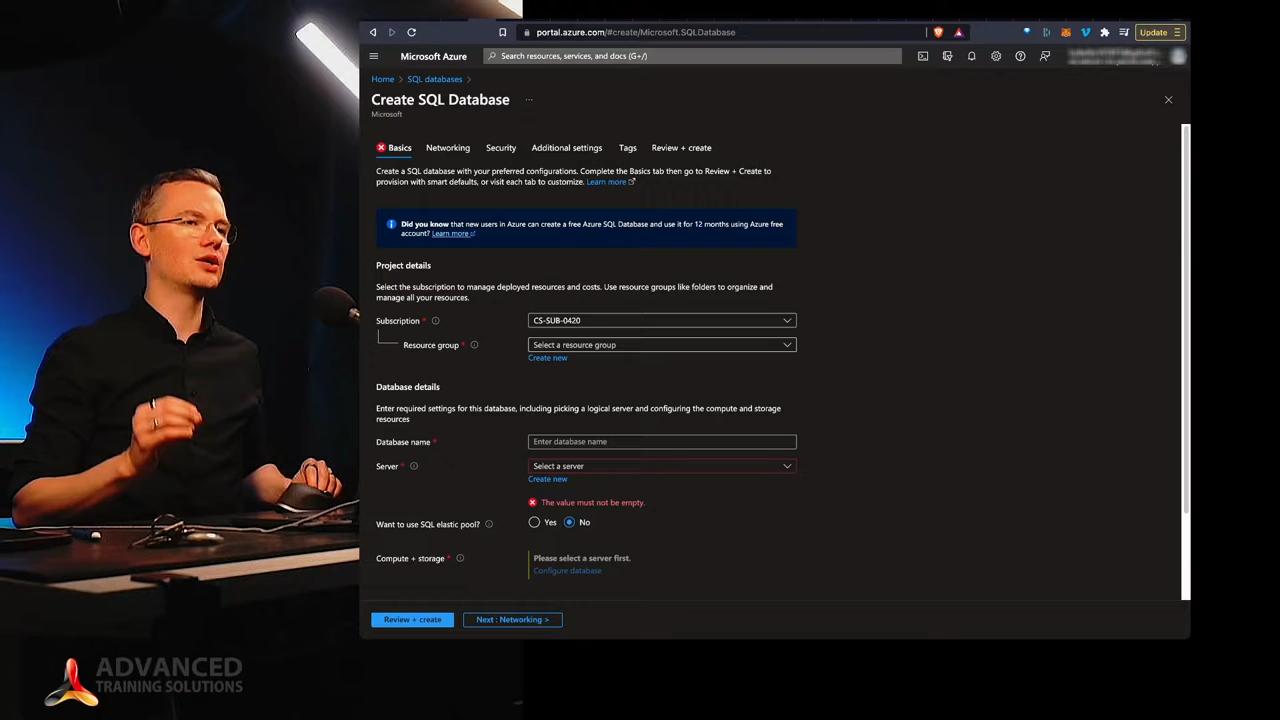 portal.azure.com/#create/Microsoft.SQLDatabase
Update
Microsoft Azure
Search resources, services, and docs (G+/)
Home > SQL databases >
Create SQL Database ...
Microsoft
Basics Networking Security Additional settings Tags Review + create
Create a SQL database with your preferred configurations. Complete the Basics tab then go to Review + Create to
provision with smart defaults, or visit each tab to customize. Learn more
Did you know that new users in Azure can create a free Azure SQL Database and use it for 12 months using Azure free
account? Learn more
Project details
Select the subscription to manage deployed resources and costs. Use resource groups like folders to organize and
manage all your resources.
Subscription * CS-SUB-0420
Resource group * Select a resource group
Create new
Database details
Enter required settings for this database, including picking a logical server and configuring the compute and storage
resources
Database name * Enter database name
Server * Select a server
Create new
The value must not be empty.
Want to use SQL elastic pool? Yes No
Compute + storage * Please select a server first.
Configure database
Review + create Next : Networking >
ADVANCED
TRAINING SOLUTIONS